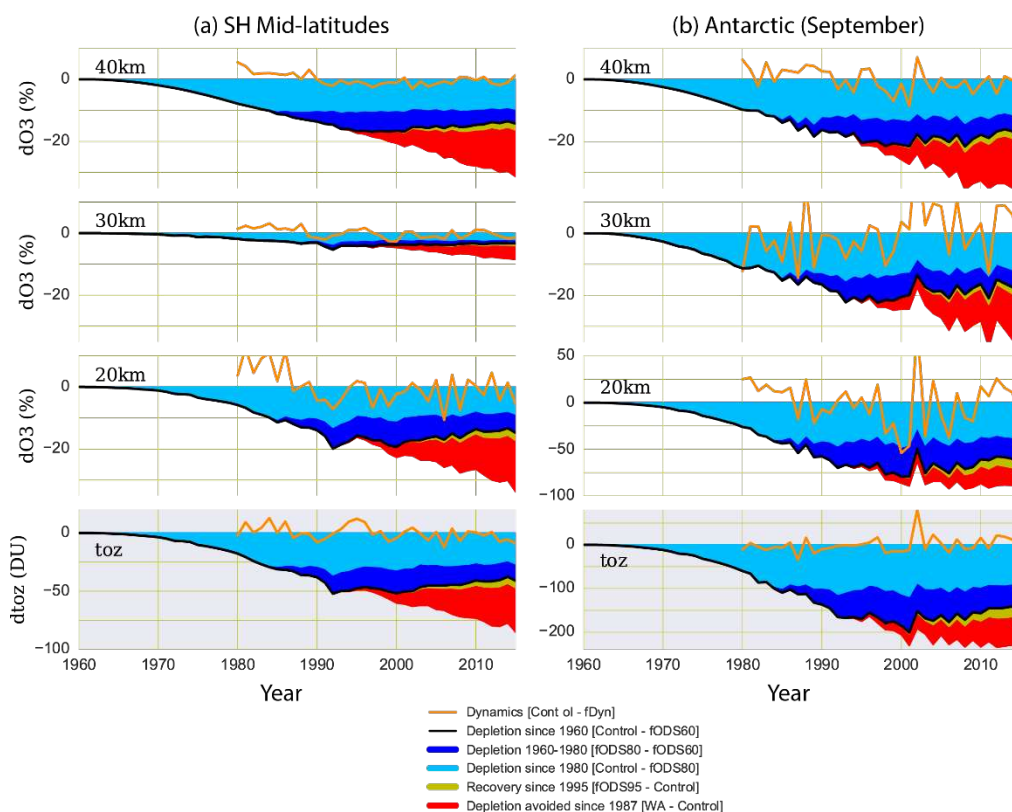 (a) SH Mid-latitudes
(b) Antarctic (September)
40km
0
−20
dO3 (%)
40km
0
−20
30km
0
−20
dO3 (%)
30km
0
−20
20km
0
−20
dO3 (%)
20km
50
0
−50
−100
toz
0
−50
−100
dtoz (DU)
toz
0
−100
−200
1960 1970 1980 1990 2000 2010
Year
1960 1970 1980 1990 2000 2010
Year
Dynamics [Cont ol - fDyn]
Depletion since 1960 [Control - fODS60]
Depletion 1960-1980 [fODS80 - fODS60]
Depletion since 1980 [Control - fODS80]
Recovery since 1995 [fODS95 - Control]
Depletion avoided since 1987 [WA - Control]